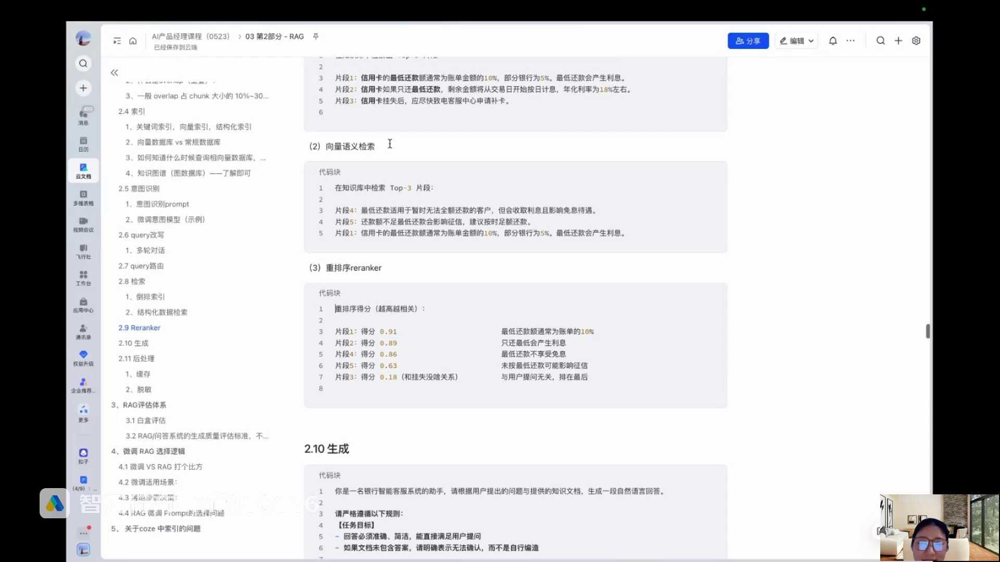 AI产品经理课程（0523） > 03 第2部分 - RAG
已经保存到云端
分享
编辑
499
消息
日历
云文档
多维表格
视频会议
飞行社
工作台
应用中心
通讯录
权益升级
企业推荐...
更多
扣子
(4/9) : ...
3、一般 overlap 占 chunk 大小的 10%~30...
2.4 索引
1、关键词索引，向量索引，结构化索引
2、向量数据库 vs 常规数据库
3、如何知道什么时候查询相向量数据库，...
4、知识图谱（图数据库）——了解即可
2.5 意图识别
1、意图识别prompt
2、微调意图模型（示例）
2.6 query改写
1、多轮对话
2.7 query路由
2.8 检索
1、倒排索引
2、结构化数据检索
2.9 Reranker
2.10 生成
2.11 后处理
1、缓存
2、脱敏
3、RAG评估体系
3.1 白盒评估
3.2 RAG/问答系统的生成质量评估标准，不...
4、微调 RAG 选择逻辑
4.1 微调 VS RAG 打个比方
4.2 微调适用场景：
4.4 RAG 微调 Prompt的选择问题
5、 关于coze 中索引的问题
2
3 片段1：信用卡的最低还款额通常为账单金额的10%，部分银行为5%。最低还款会产生利息。
4 片段2：信用卡如果只还最低还款，剩余金额将从交易日开始按日计息，年化利率为18%左右。
5 片段3：信用卡挂失后，应尽快致电客服中心申请补卡。
6
（2）向量语义检索
代码块
1 在知识库中检索 Top-3 片段：
2
3 片段4：最低还款适用于暂时无法全额还款的客户，但会收取利息且影响免息待遇。
4 片段5：还款额不足最低还款会影响征信，建议按时足额还款。
5 片段1：信用卡的最低还款额通常为账单金额的10%，部分银行为5%。最低还款会产生利息。
（3）重排序reranker
代码块
1 重排序得分（越高越相关）：
2
3 片段1：得分 0.91 最低还款额通常为账单的10%
4 片段2：得分 0.89 只还最低会产生利息
5 片段4：得分 0.86 最低还款不享受免息
6 片段5：得分 0.63 未按最低还款可能影响征信
7 片段3：得分 0.18（和挂失没啥关系） 与用户提问无关，排在最后
8
2.10 生成
代码块
1 你是一名银行智能客服系统的助手，请根据用户提出的问题与提供的知识文档，生成一段自然语言回答。
2
3 请严格遵循以下规则：
4 【任务目标】
5 - 回答必须准确、简洁，能直接满足用户提问
6 - 如果文档未包含答案，请明确表示无法确认，而不是自行编造